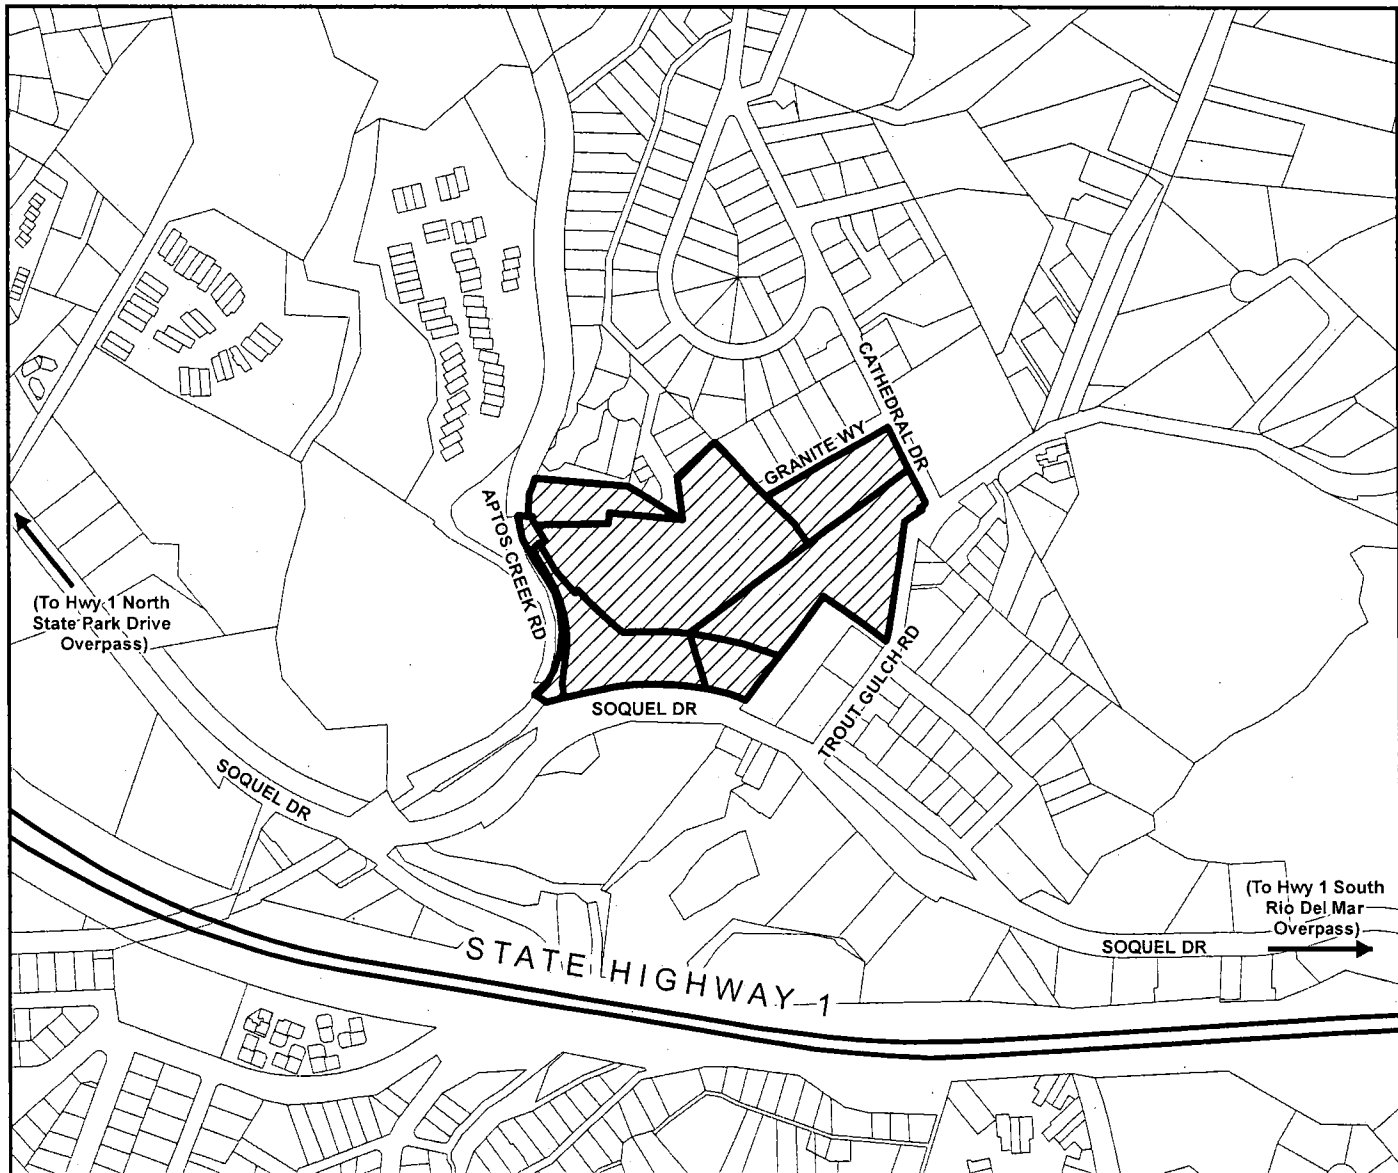 CATHEDRAL DR
GRANITE WY
APTOS CREEK RD
(To Hwy 1 North
State Park Drive
Overpass)
TROUT GULCH RD
SOQUEL DR
SOQUEL DR
(To Hwy 1 South
Rio Del Mar
Overpass)
SOQUEL DR
STATE HIGHWAY 1